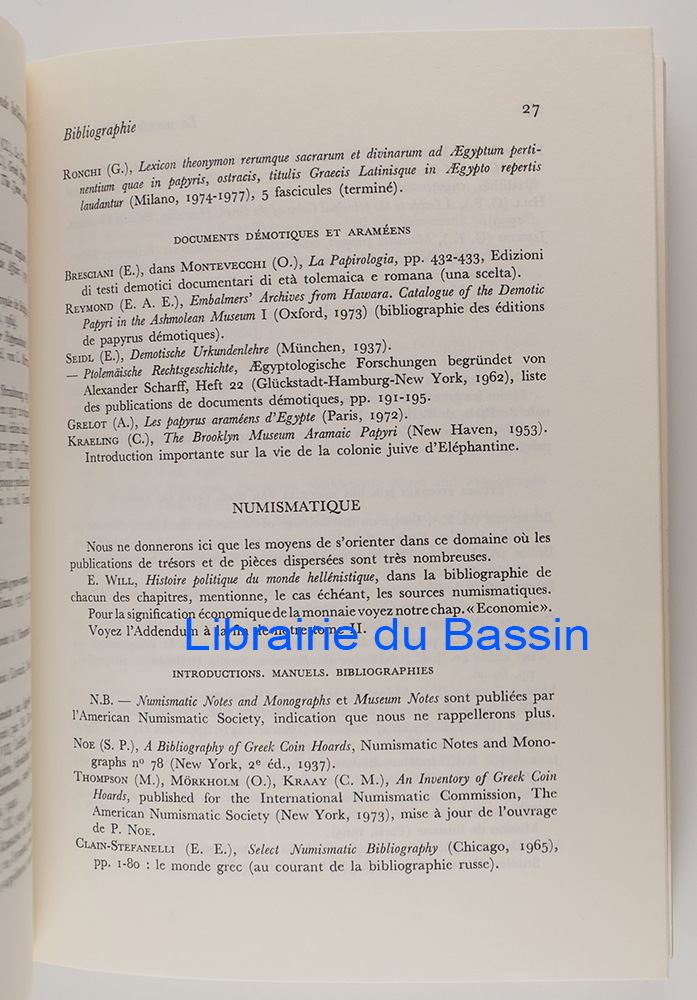 Bibliographie
27
RONCHI (G.), Lexicon theonymon rerumque sacrarum et divinarum ad Ægyptum perti-
nentium quae in papyris, ostracis, titulis Graecis Latinisque in Ægypto repertis
laudantur (Milano, 1974-1977), 5 fascicules (terminé).
DOCUMENTS DÉMOTIQUES ET ARAMÉENS
BRESCIANI (E.), dans MONTEVECCHI (O.), La Papirologia, pp. 432-433, Edizioni
di testi demotici documentari di età tolemaica e romana (una scelta).
REYMOND (E. A. E.), Embalmers' Archives from Hawara. Catalogue of the Demotic
Papyri in the Ashmolean Museum I (Oxford, 1973) (bibliographie des éditions
de papyrus démotiques).
SEIDL (E.), Demotische Urkundenlehre (München, 1937).
— Ptolemäische Rechtsgeschichte, Ægyptologische Forschungen begründet von
Alexander Scharff, Heft 22 (Glückstadt-Hamburg-New York, 1962), liste
des publications de documents démotiques, pp. 191-195.
GRELOT (A.), Les papyrus araméens d'Egypte (Paris, 1972).
KRAELING (C.), The Brooklyn Museum Aramaic Papyri (New Haven, 1953).
Introduction importante sur la vie de la colonie juive d'Eléphantine.
NUMISMATIQUE
Nous ne donnerons ici que les moyens de s'orienter dans ce domaine où les
publications de trésors et de pièces dispersées sont très nombreuses.
E. WILL, Histoire politique du monde hellénistique, dans la bibliographie de
chacun des chapitres, mentionne, le cas échéant, les sources numismatiques.
Pour la signification économique de la monnaie voyez notre chap. « Economie ».
Voyez l'Addendum à la fin de notre tome II.
Librairie du Bassin
INTRODUCTIONS. MANUELS. BIBLIOGRAPHIES
N.B. — Numismatic Notes and Monographs et Museum Notes sont publiées par
l'American Numismatic Society, indication que nous ne rappellerons plus.
NOE (S. P.), A Bibliography of Greek Coin Hoards, Numismatic Notes and Mono-
graphs nº 78 (New York, 2e éd., 1937).
THOMPSON (M.), MÖRKHOLM (O.), KRAAY (C. M.), An Inventory of Greek Coin
Hoards, published for the International Numismatic Commission, The
American Numismatic Society (New York, 1973), mise à jour de l'ouvrage
de P. NOE.
CLAIN-STEFANELLI (E. E.), Select Numismatic Bibliography (Chicago, 1965),
pp. 1-80 : le monde grec (au courant de la bibliographie russe).